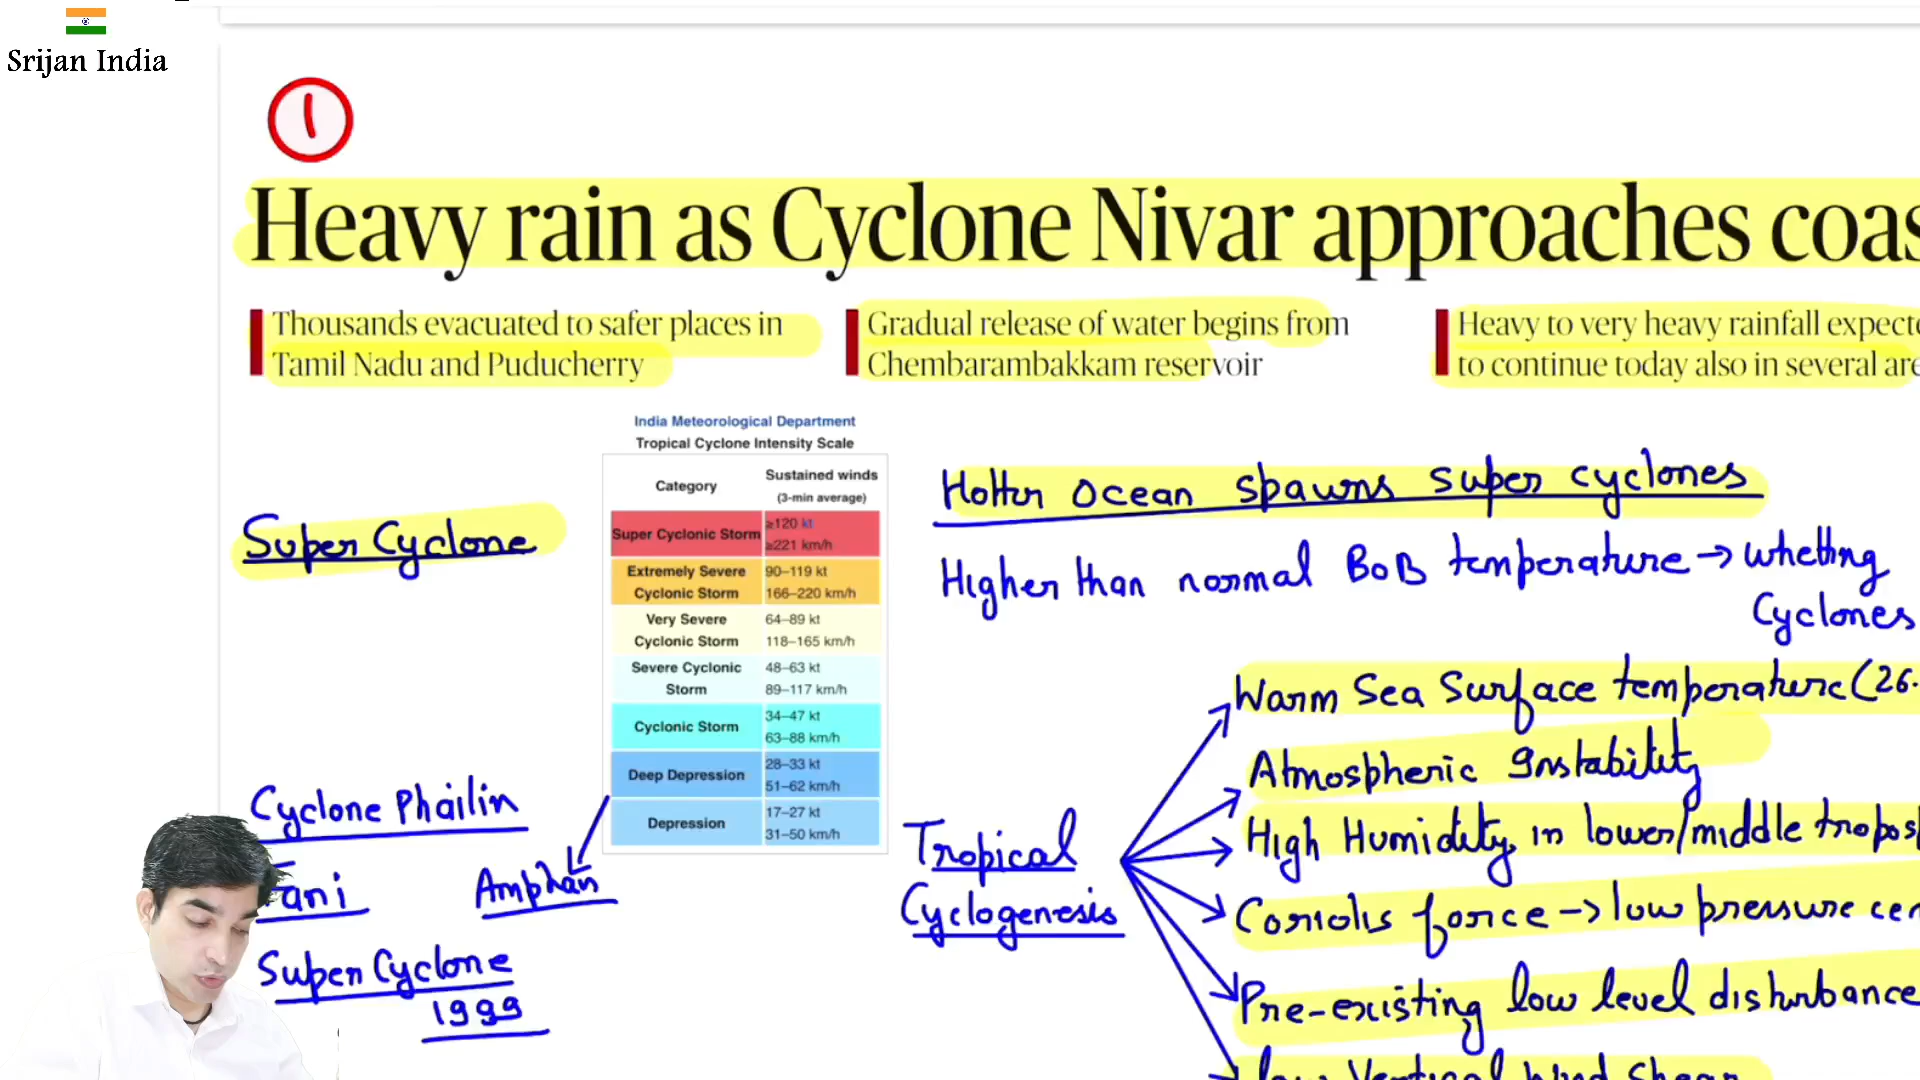 Srijan India
1
Heavy rain as Cyclone Nivar approaches coas
Thousands evacuated to safer places in
Tamil Nadu and Puducherry
Gradual release of water begins from
Chembarambakkam reservoir
Heavy to very heavy rainfall expecte
to continue today also in several are
India Meteorological Department
Tropical Cyclone Intensity Scale
Category
Sustained winds
(3-min average)
Super Cyclonic Storm
≥120 kt
≥221 km/h
Extremely Severe
Cyclonic Storm
90–119 kt
166–220 km/h
Very Severe
Cyclonic Storm
64–89 kt
118–165 km/h
Severe Cyclonic
Storm
48–63 kt
89–117 km/h
Cyclonic Storm
34–47 kt
63–88 km/h
Deep Depression
28–33 kt
51–62 km/h
Depression
17–27 kt
31–50 km/h
Super Cyclone
Cyclone Phailin
Fani
Amphan
Super Cyclone
1999
Hotter Ocean spawns super cyclones
Higher than normal BoB temperature → whetting
Cyclones
Tropical
Cyclogenesis
Warm Sea Surface temperature (26.
Atmospheric Instability
High Humidity in lower/middle tropos
Coriolis force → low pressure cen
Pre-existing low level disturbance
low Vertical Wind Shear